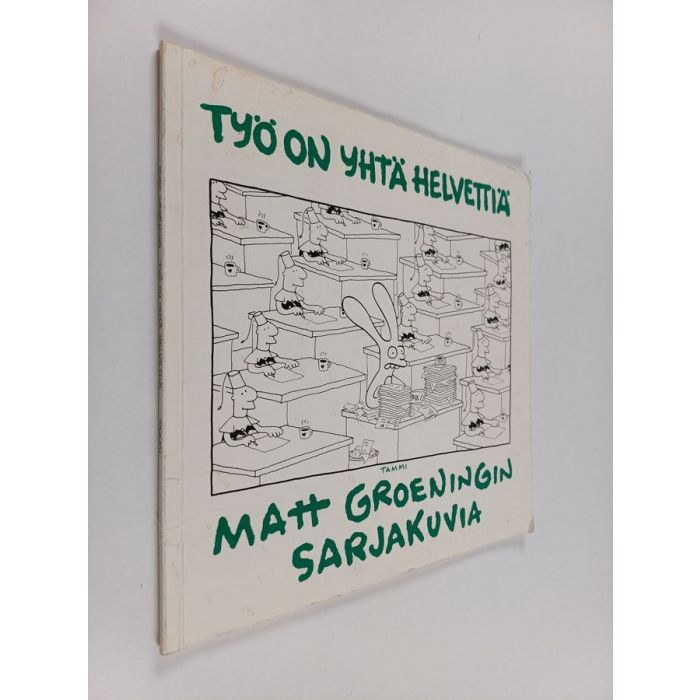 TYÖ ON YHTÄ HELVETTIÄ
TAMMI
MATT GROENINGIN
SARJAKUVIA